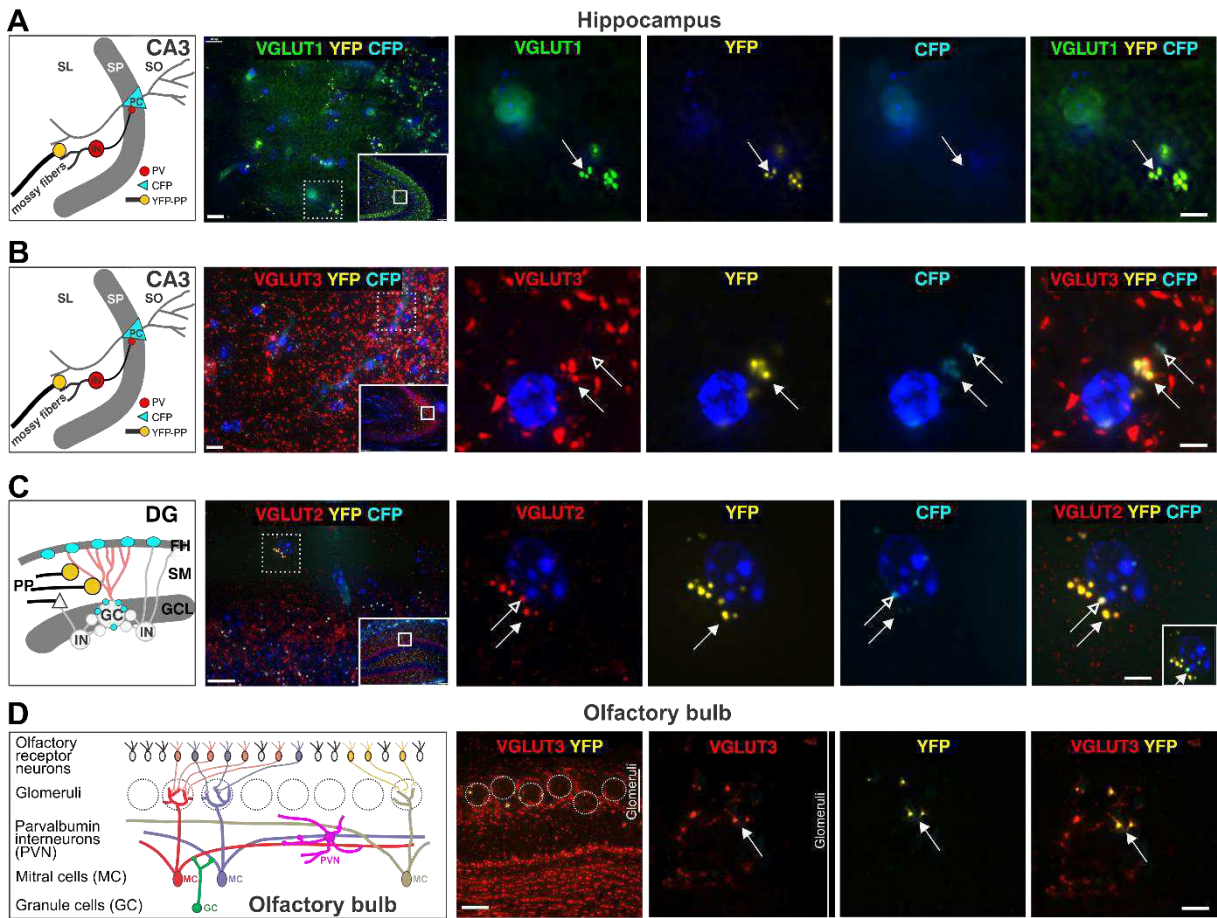 A
Hippocampus
CA3
SL
SP
SO
PC
IN
mossy fibers
PV
CFP
YFP-PP
VGLUT1 YFP CFP
VGLUT1
YFP
CFP
VGLUT1 YFP CFP
B
CA3
SL
SP
SO
PC
IN
mossy fibers
PV
CFP
YFP-PP
VGLUT3 YFP CFP
VGLUT3
YFP
CFP
VGLUT3 YFP CFP
C
DG
FH
PP
SM
GCL
GC
IN
IN
VGLUT2 YFP CFP
VGLUT2
YFP
CFP
VGLUT2 YFP CFP
D
Olfactory bulb
Olfactory
receptor
neurons
Glomeruli
Parvalbumin
interneurons
(PVN)
PVN
Mitral cells (MC)
MC
MC
MC
Granule cells (GC)
GC
Olfactory bulb
VGLUT3 YFP
Glomeruli
VGLUT3
Glomeruli
YFP
VGLUT3 YFP